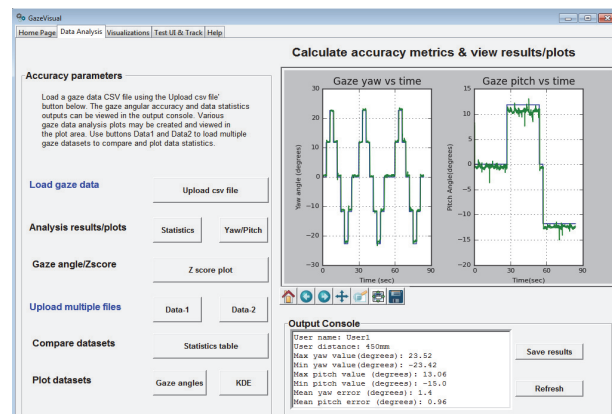 GazeVisual
Home Page Data Analysis Visualizations Test UI & Track Help
Calculate accuracy metrics & view results/plots
Accuracy parameters
Load a gaze data CSV file using the Upload csv file'
button below. The gaze angular accuracy and data statistics
outputs can be viewed in the output console. Various
gaze data analysis plots may be created and viewed in
the plot area. Use buttons Data1 and Data2 to load multiple
gaze datasets to compare and plot data statistics.
Load gaze data
Upload csv file
Analysis results/plots
Statistics
Yaw/Pitch
Gaze angle/Zscore
Z score plot
Upload multiple files
Data-1
Data-2
Compare datasets
Statistics table
Plot datasets
Gaze angles
KDE
Gaze yaw vs time
30
20
10
0
−10
−20
−30
Yaw angle (degrees)
0 30 60 90
Time (sec)
Gaze pitch vs time
15
10
5
0
−5
−10
−15
−20
Pitch Angle(degrees)
0 30 60 90
Time(sec)
Output Console
User name: User1
User distance: 450mm
Max yaw value(degrees): 23.52
Min yaw value(degrees): -23.42
Max pitch value (degrees): 13.06
Min pitch value (degrees): -15.0
Mean yaw error (degrees): 1.4
Mean pitch error (degrees): 0.96
Save results
Refresh